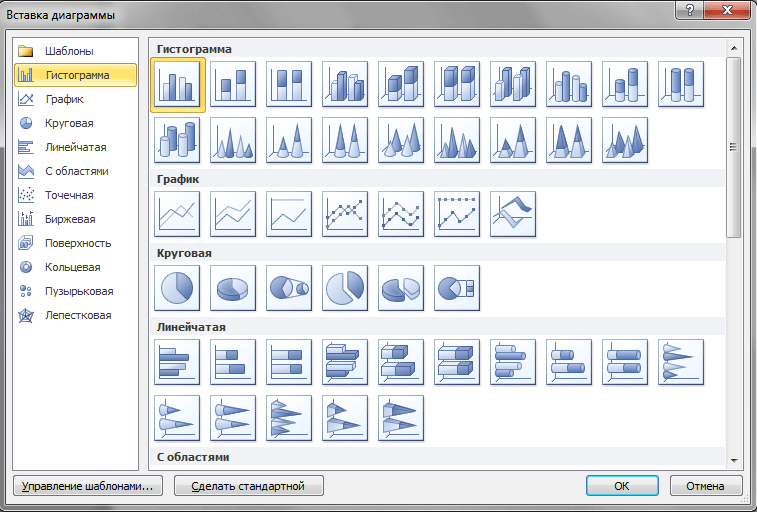 Вставка диаграммы
Шаблоны
Гистограмма
График
Круговая
Линейчатая
С областями
Точечная
Биржевая
Поверхность
Кольцевая
Пузырьковая
Лепестковая
Гистограмма
График
Круговая
Линейчатая
С областями
Управление шаблонами...
Сделать стандартной
ОК
Отмена